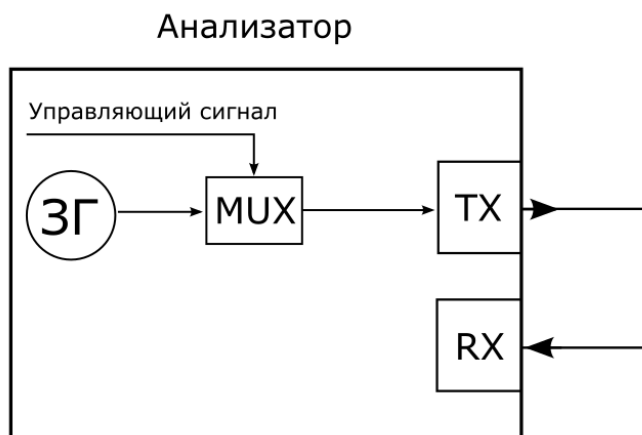 Анализатор
Управляющий сигнал
ЗГ
MUX
TX
RX